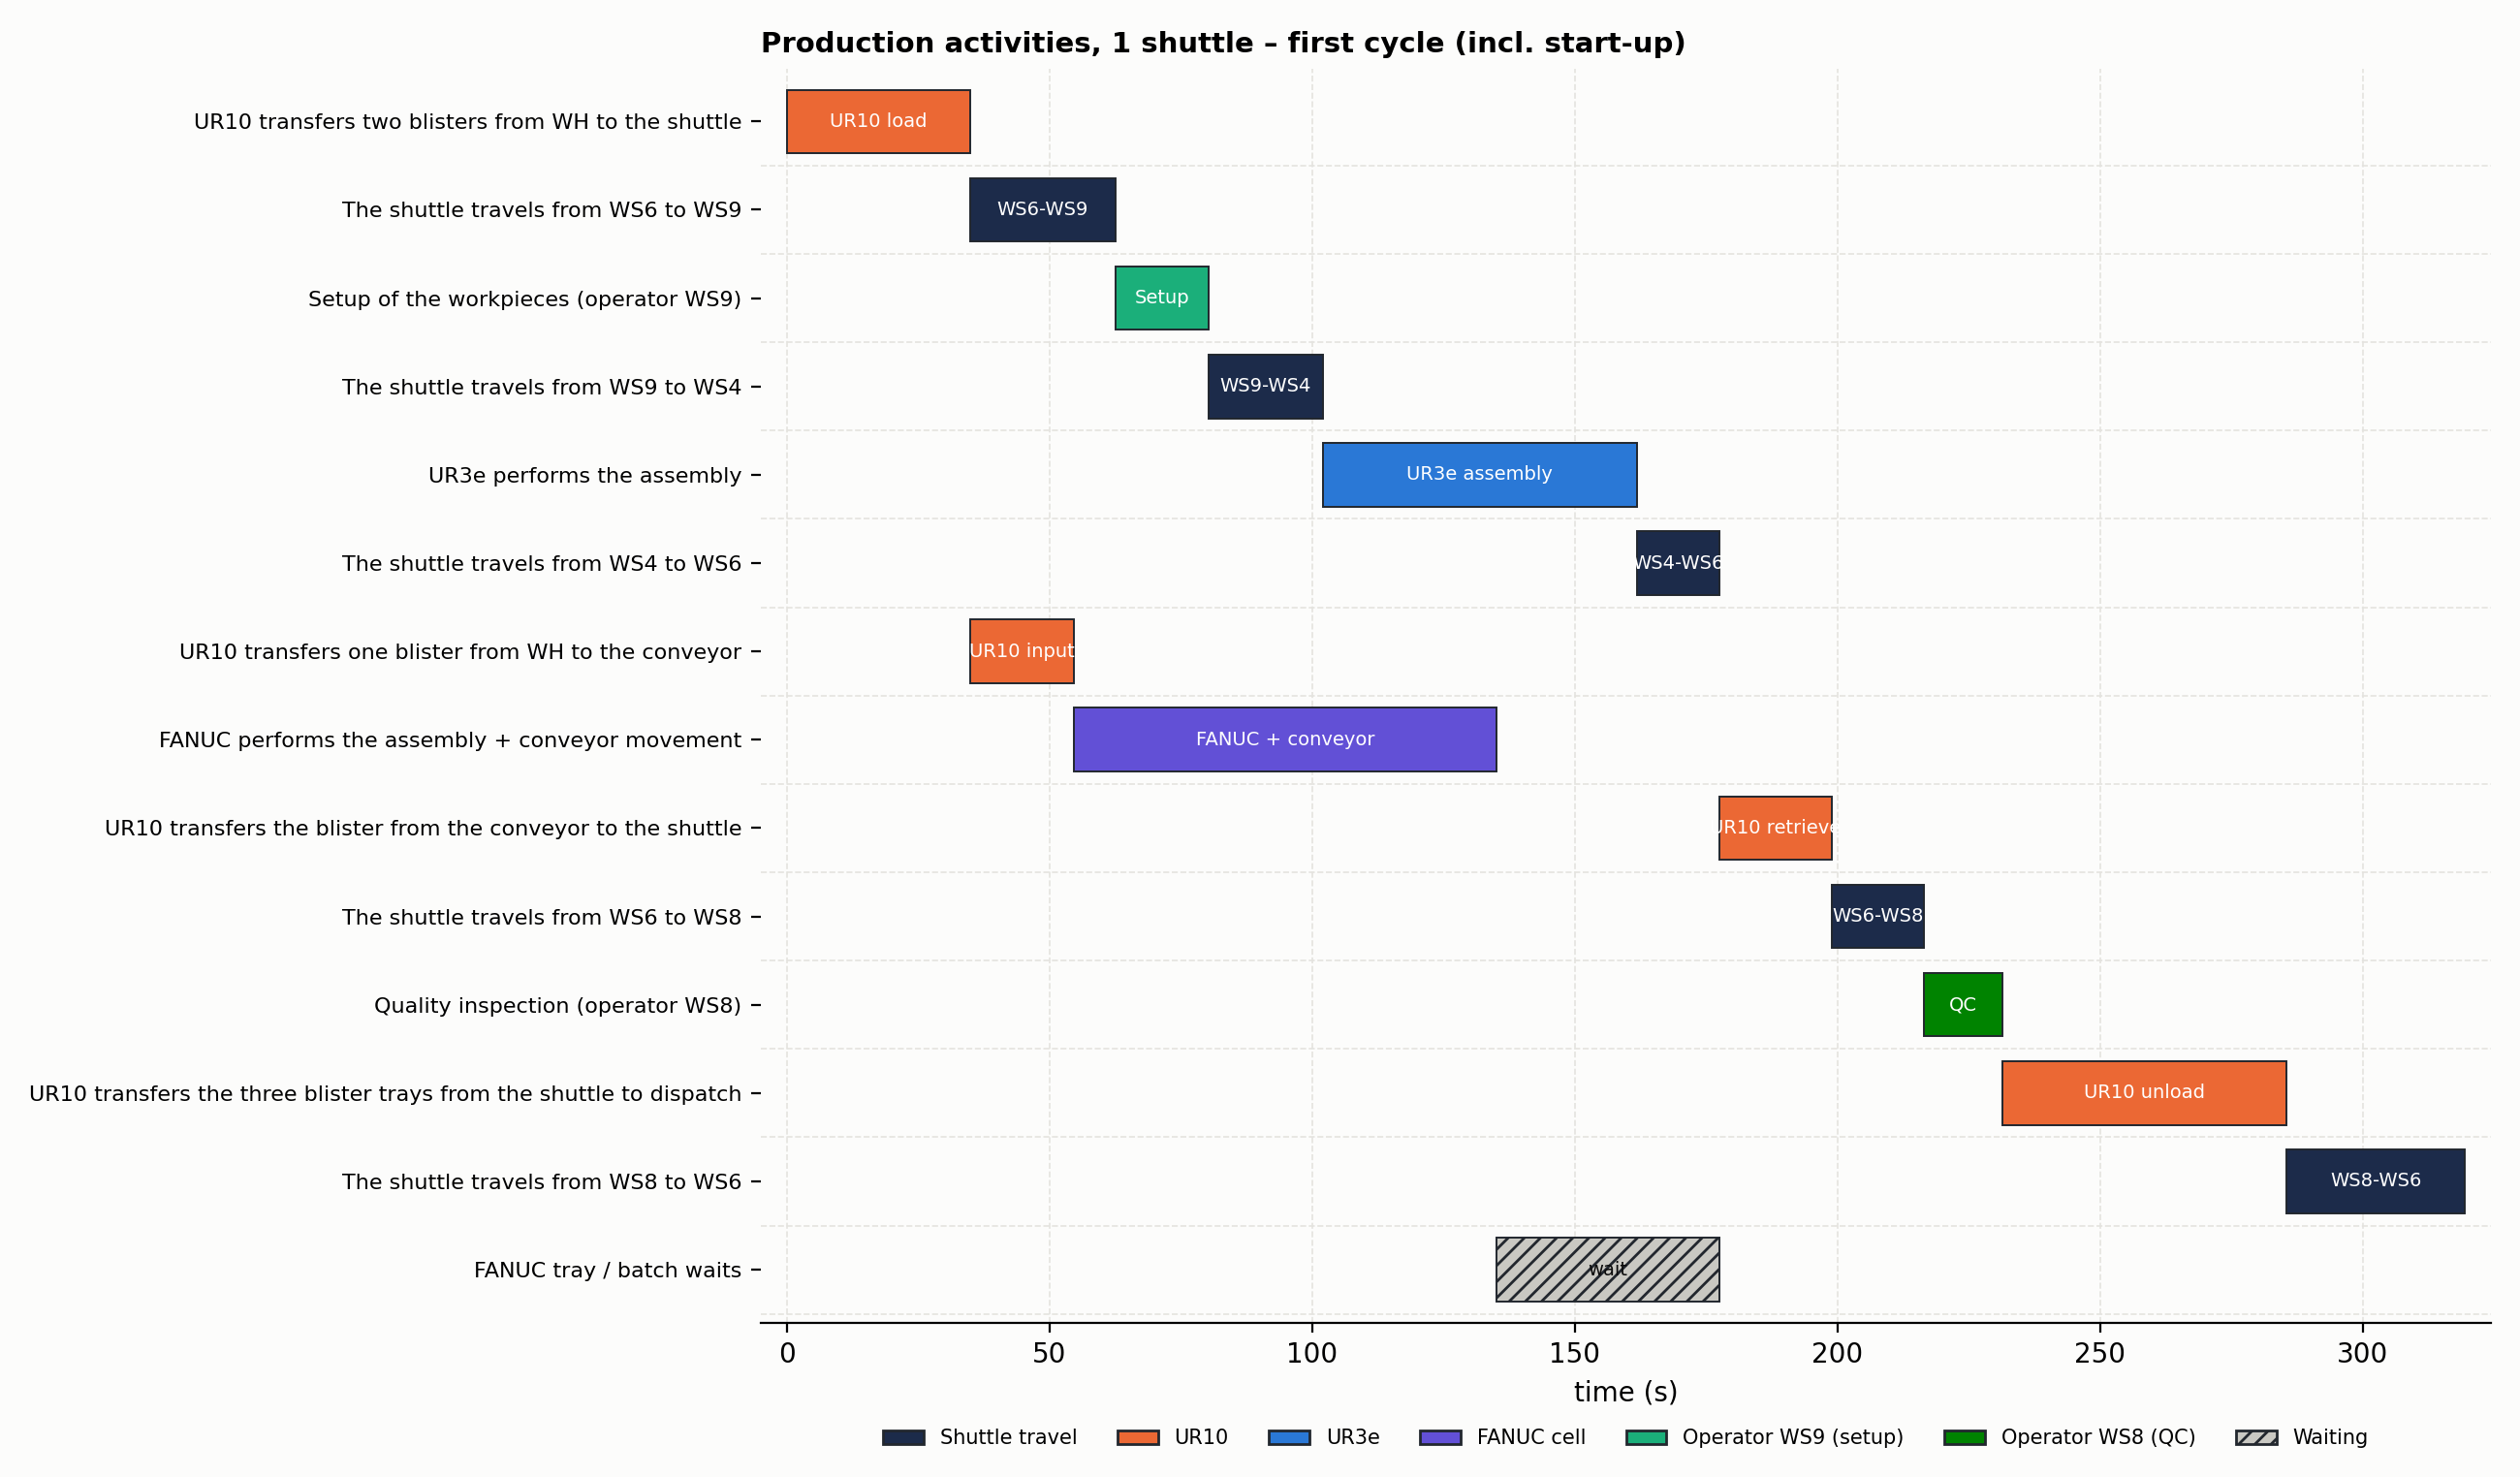 Production activities, 1 shuttle – first cycle (incl. start-up)
UR10 transfers two blisters from WH to the shuttle
UR10 load
The shuttle travels from WS6 to WS9
WS6-WS9
Setup of the workpieces (operator WS9)
Setup
The shuttle travels from WS9 to WS4
WS9-WS4
UR3e performs the assembly
UR3e assembly
The shuttle travels from WS4 to WS6
WS4-WS6
UR10 transfers one blister from WH to the conveyor
UR10 input
FANUC performs the assembly + conveyor movement
FANUC + conveyor
UR10 transfers the blister from the conveyor to the shuttle
UR10 retrieve
The shuttle travels from WS6 to WS8
WS6-WS8
Quality inspection (operator WS8)
QC
UR10 transfers the three blister trays from the shuttle to dispatch
UR10 unload
The shuttle travels from WS8 to WS6
WS8-WS6
FANUC tray / batch waits
wait
0 50 100 150 200 250 300
time (s)
Shuttle travel UR10 UR3e FANUC cell Operator WS9 (setup) Operator WS8 (QC) Waiting